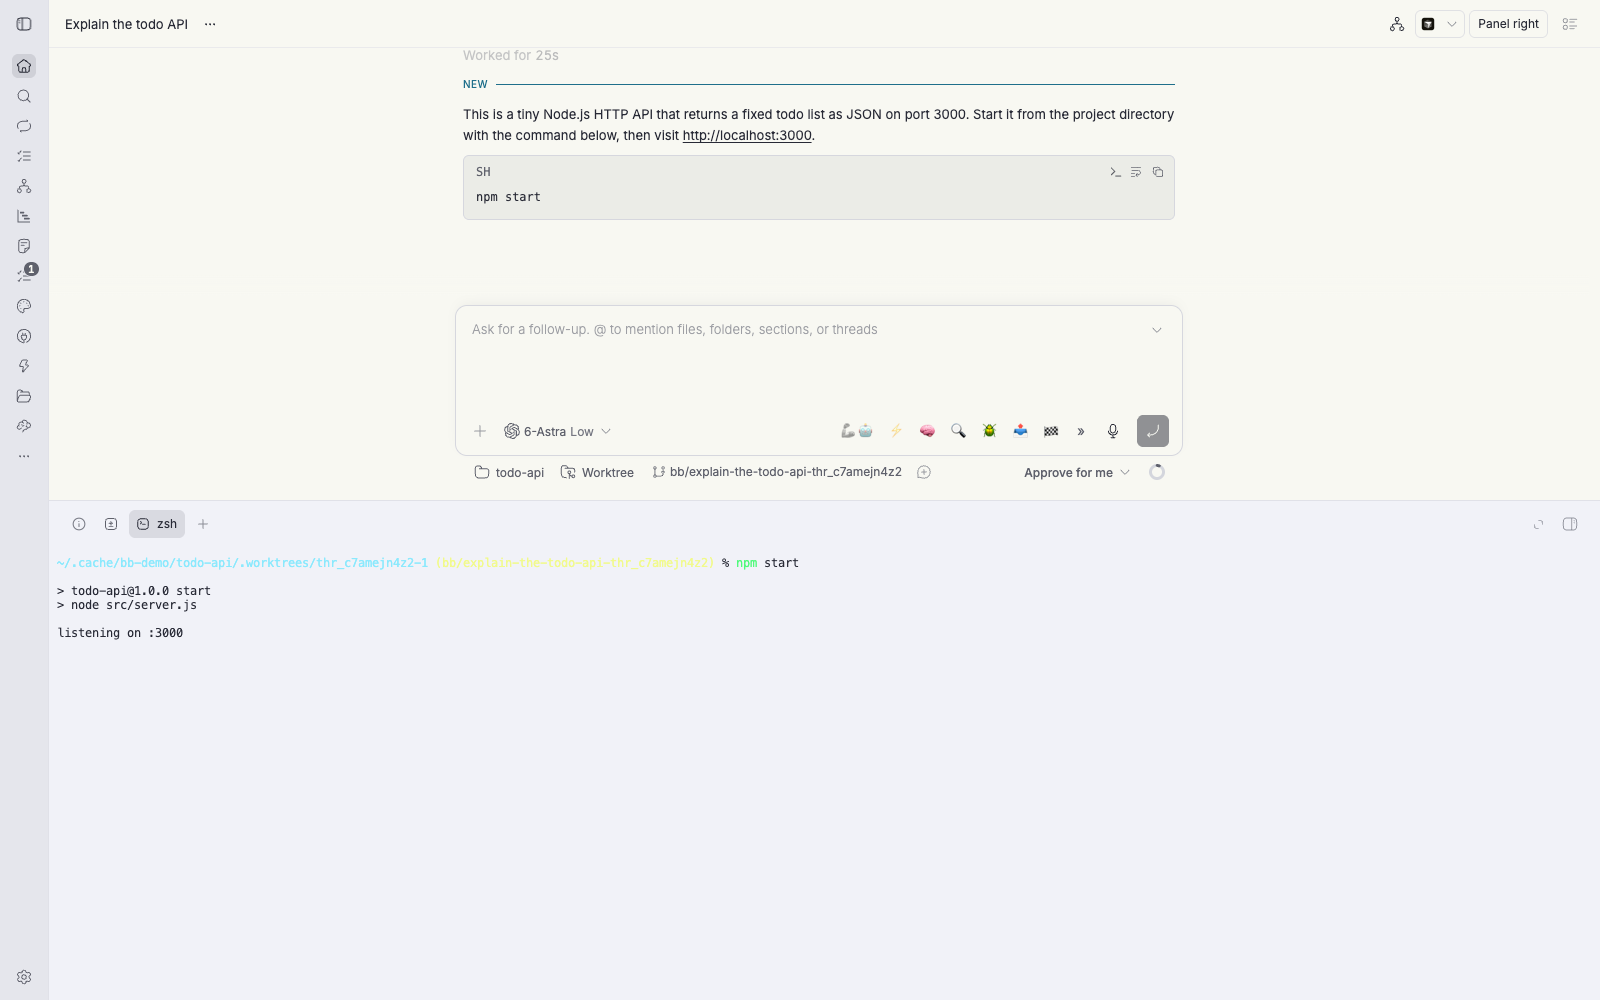 Explain the todo API
Panel right
Worked for 25s
NEW
This is a tiny Node.js HTTP API that returns a fixed todo list as JSON on port 3000. Start it from the project directory
with the command below, then visit http://localhost:3000.
SH
npm start
1
Ask for a follow-up. @ to mention files, folders, sections, or threads
6-Astra Low
todo-api Worktree bb/explain-the-todo-api-thr_c7amejn4z2 Approve for me
zsh
~/.cache/bb-demo/todo-api/.worktrees/thr_c7amejn4z2-1 (bb/explain-the-todo-api-thr_c7amejn4z2) % npm start
> todo-api@1.0.0 start
> node src/server.js
listening on :3000